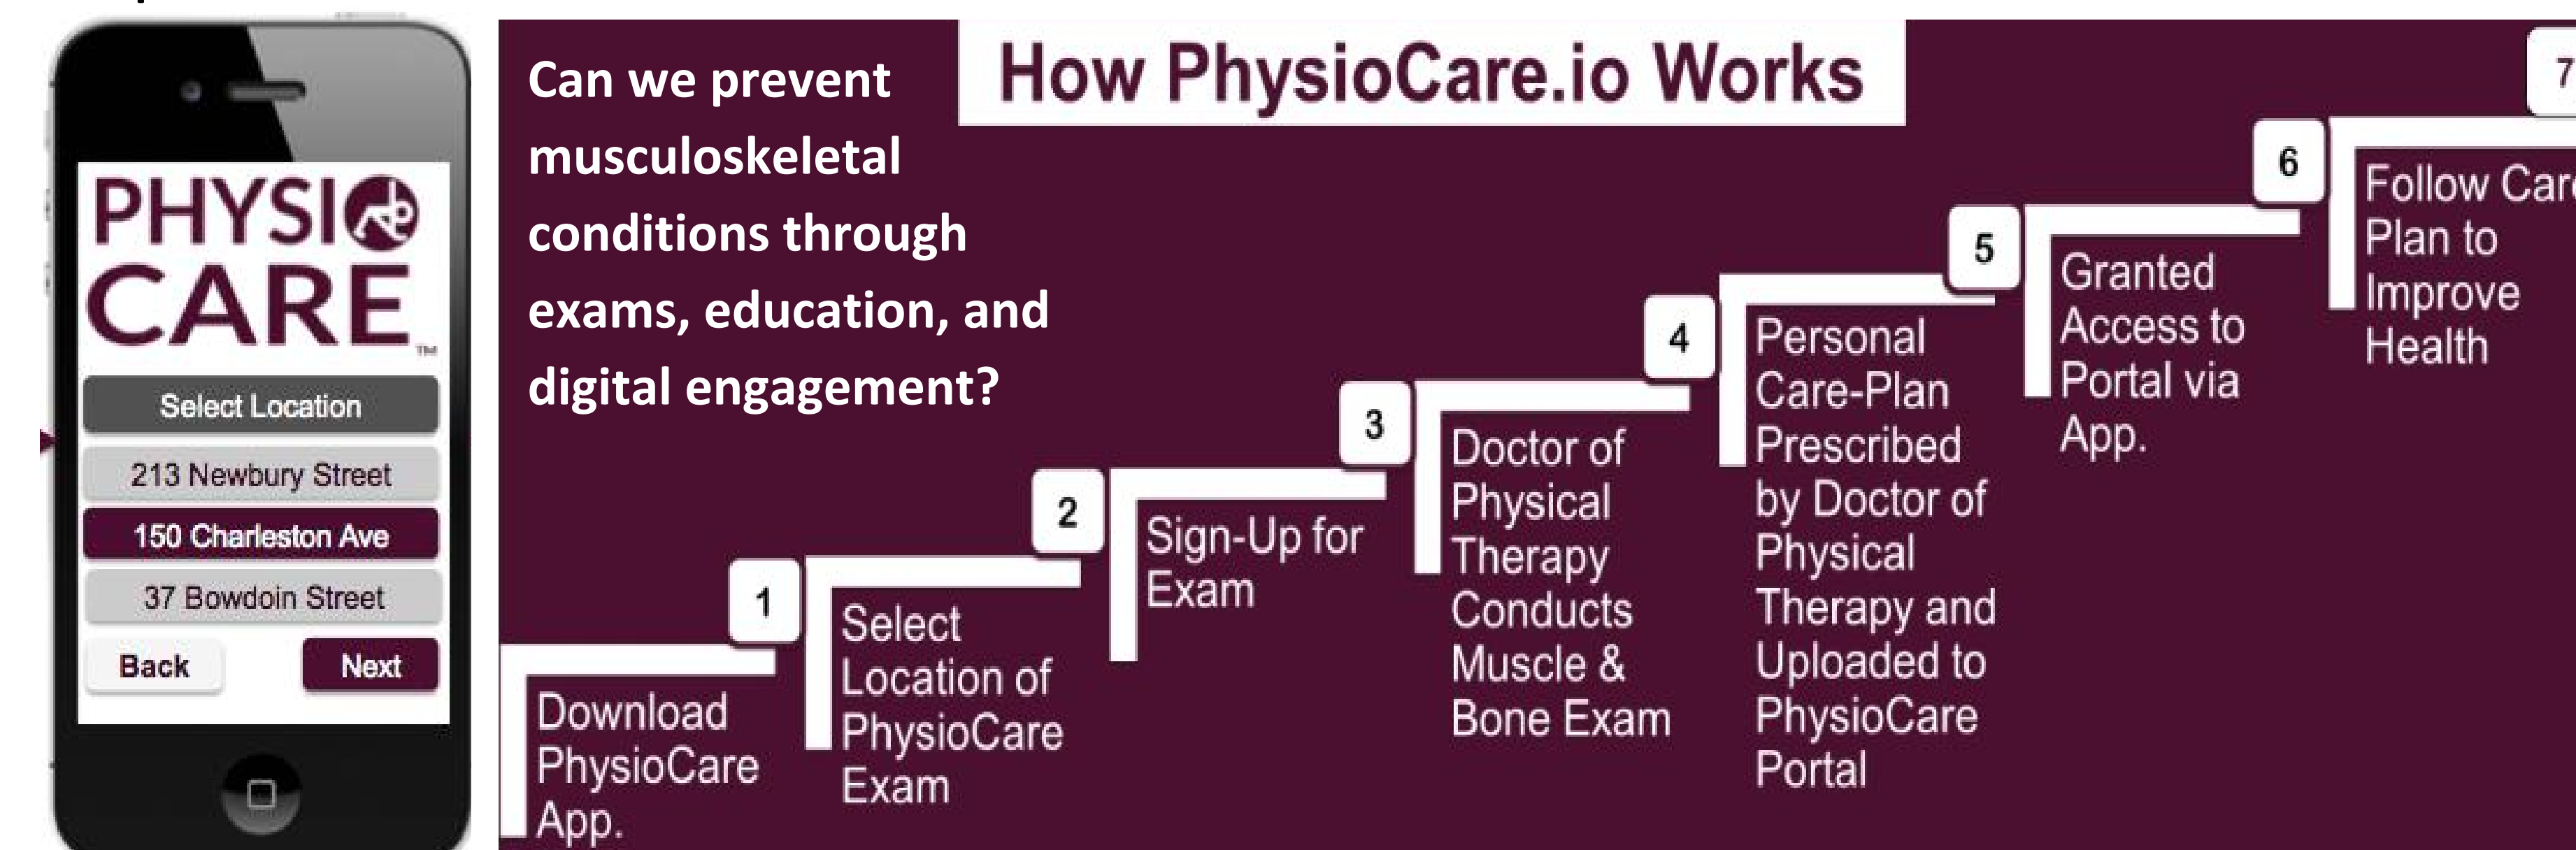 PHYSIO
CARE™
Select Location
213 Newbury Street
150 Charleston Ave
37 Bowdoin Street
Back
Next
Can we prevent
musculoskeletal
conditions through
exams, education, and
digital engagement?
How PhysioCare.io Works
1
Download
PhysioCare
App.
2
Select
Location of
PhysioCare
Exam
3
Sign-Up for
Exam
4
Doctor of
Physical
Therapy
Conducts
Muscle &
Bone Exam
5
Personal
Care-Plan
Prescribed
by Doctor of
Physical
Therapy and
Uploaded to
PhysioCare
Portal
6
Granted
Access to
Portal via
App.
7
Follow Car
Plan to
Improve
Health